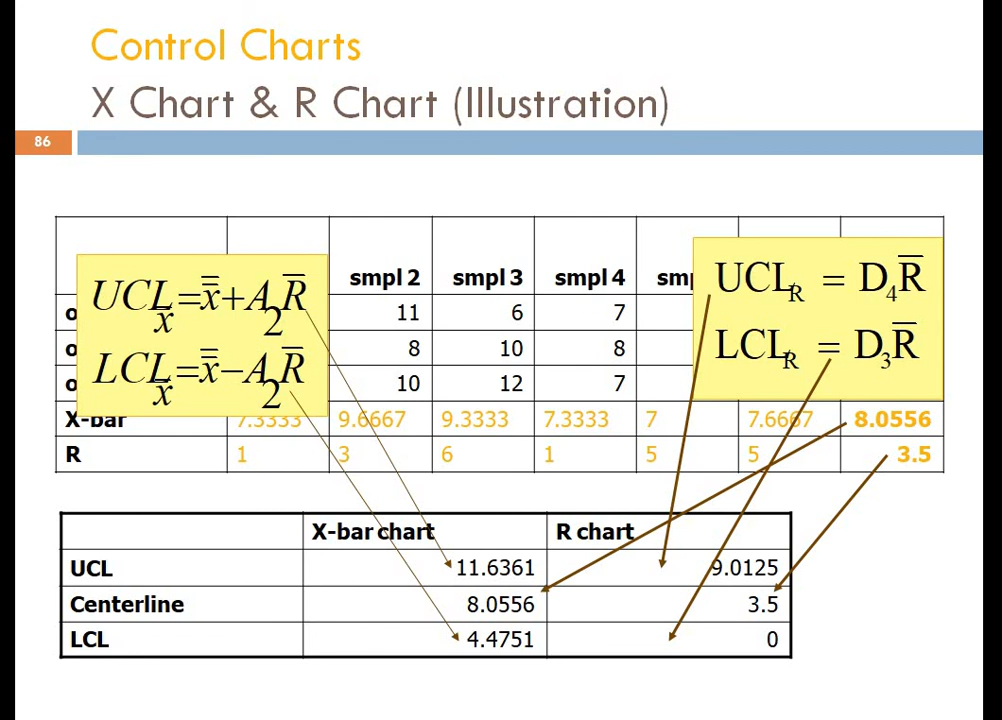 Control Charts
X Chart & R Chart (Illustration)
86
smpl 2 smpl 3 smpl 4
UCLx̄ = x̿ + A₂R̄
LCLx̄ = x̿ − A₂R̄
UCL_R = D₄R̄
LCL_R = D₃R̄
11 6 7
8 10 8
10 12 7
X-bar 7.3333 9.6667 9.3333 7.3333 7 7.6667 8.0556
R 1 3 6 1 5 5 3.5
X-bar chart R chart
UCL 11.6361 9.0125
Centerline 8.0556 3.5
LCL 4.4751 0